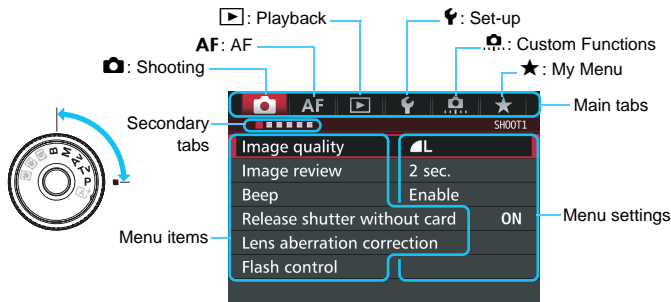 ▶: Playback
: Set-up
AF: AF
: Custom Functions
: Shooting
★: My Menu
AF
Main tabs
Secondary tabs
SHOOT1
Image quality L
Image review 2 sec.
Beep Enable
Release shutter without card ON
Lens aberration correction
Flash control
Menu items
Menu settings
B
M
Av
Tv
P
A+